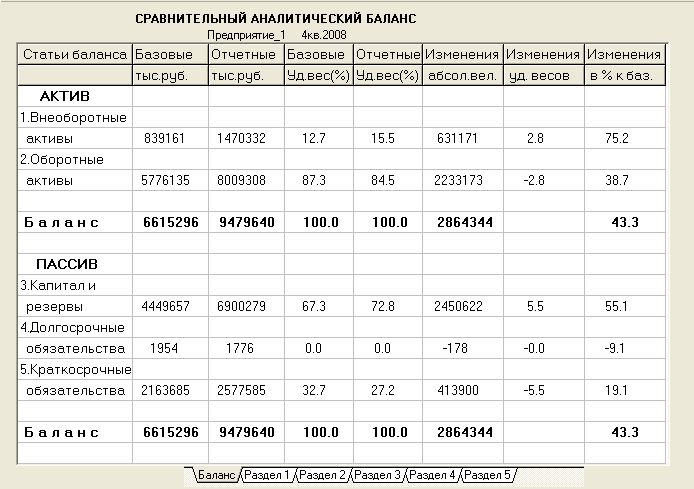 СРАВНИТЕЛЬНЫЙ АНАЛИТИЧЕСКИЙ БАЛАНС
Предприятие_1 4кв.2008
Статьи баланса Базовые Отчетные Базовые Отчетные Изменения Изменения Изменения
тыс.руб. тыс.руб. Уд.вес(%) Уд.вес(%) абсол.вел. уд. весов в % к баз.
АКТИВ
1.Внеоборотные
активы 839161 1470332 12.7 15.5 631171 2.8 75.2
2.Оборотные
активы 5776135 8009308 87.3 84.5 2233173 -2.8 38.7
Баланс 6615296 9479640 100.0 100.0 2864344 43.3
ПАССИВ
3.Капитал и
резервы 4449657 6900279 67.3 72.8 2450622 5.5 55.1
4.Долгосрочные
обязательства 1954 1776 0.0 0.0 -178 -0.0 -9.1
5.Краткосрочные
обязательства 2163685 2577585 32.7 27.2 413900 -5.5 19.1
Баланс 6615296 9479640 100.0 100.0 2864344 43.3
Баланс Раздел 1 Раздел 2 Раздел 3 Раздел 4 Раздел 5